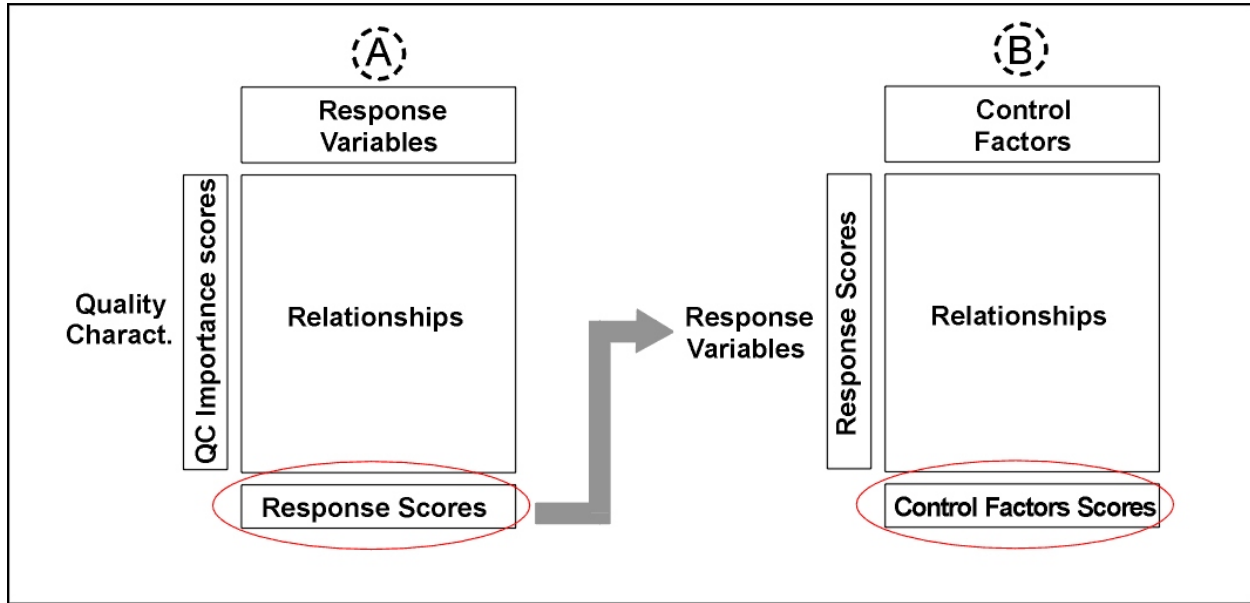 A
Response
Variables
QC Importance scores
Quality
Charact.
Relationships
Response Scores
B
Control
Factors
Response
Variables
Response Scores
Relationships
Control Factors Scores